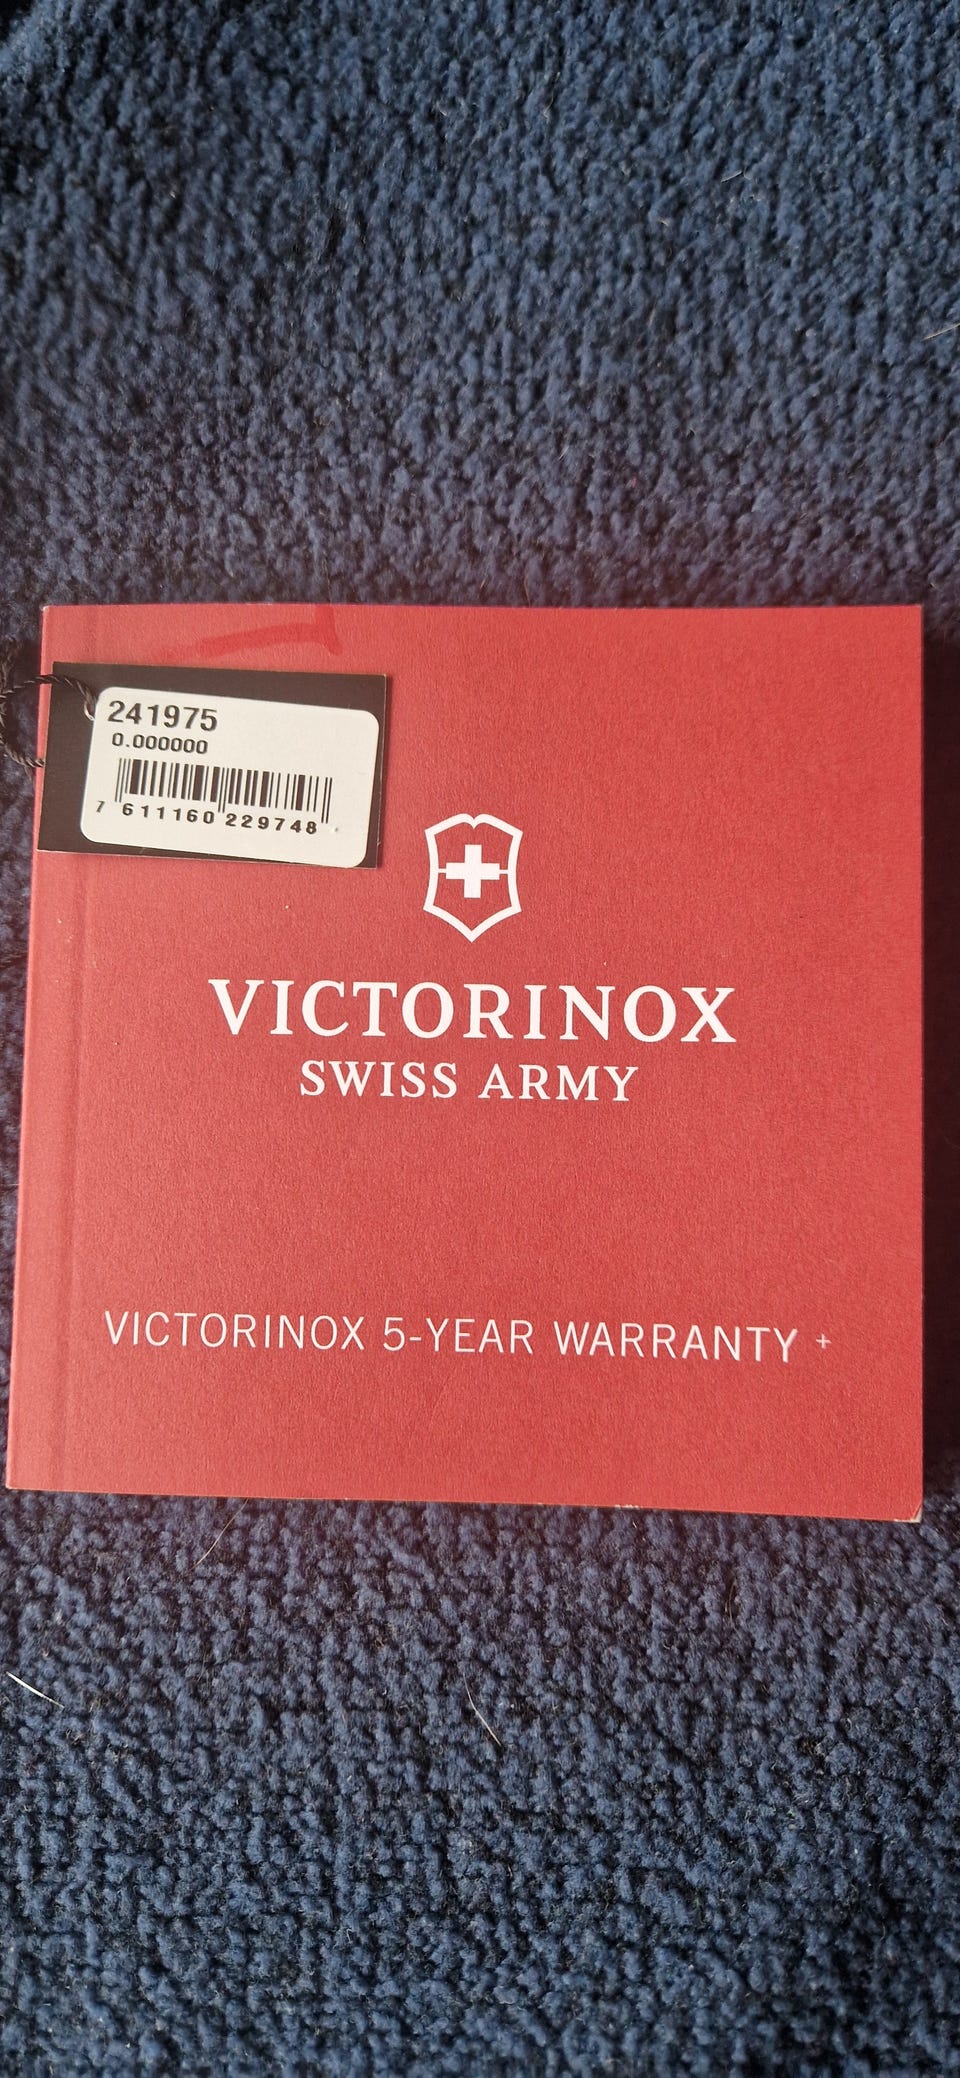 241975
0.000000
7 611160 229748
VICTORINOX
SWISS ARMY
VICTORINOX 5-YEAR WARRANTY +